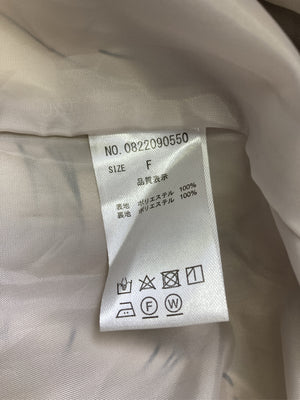 NO. 0822090550
SIZE F
品質表示
表地 ポリエステル 100%
裏地 ポリエステル 100%
F W